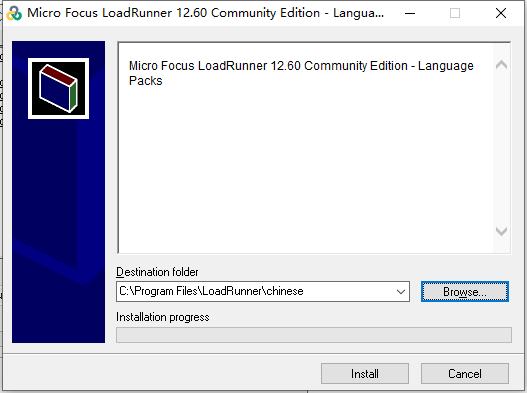 Micro Focus LoadRunner 12.60 Community Edition - Langua...
Micro Focus LoadRunner 12.60 Community Edition - Language
Packs
Destination folder
C:\Program Files\LoadRunner\chinese
Browse...
Installation progress
Install
Cancel